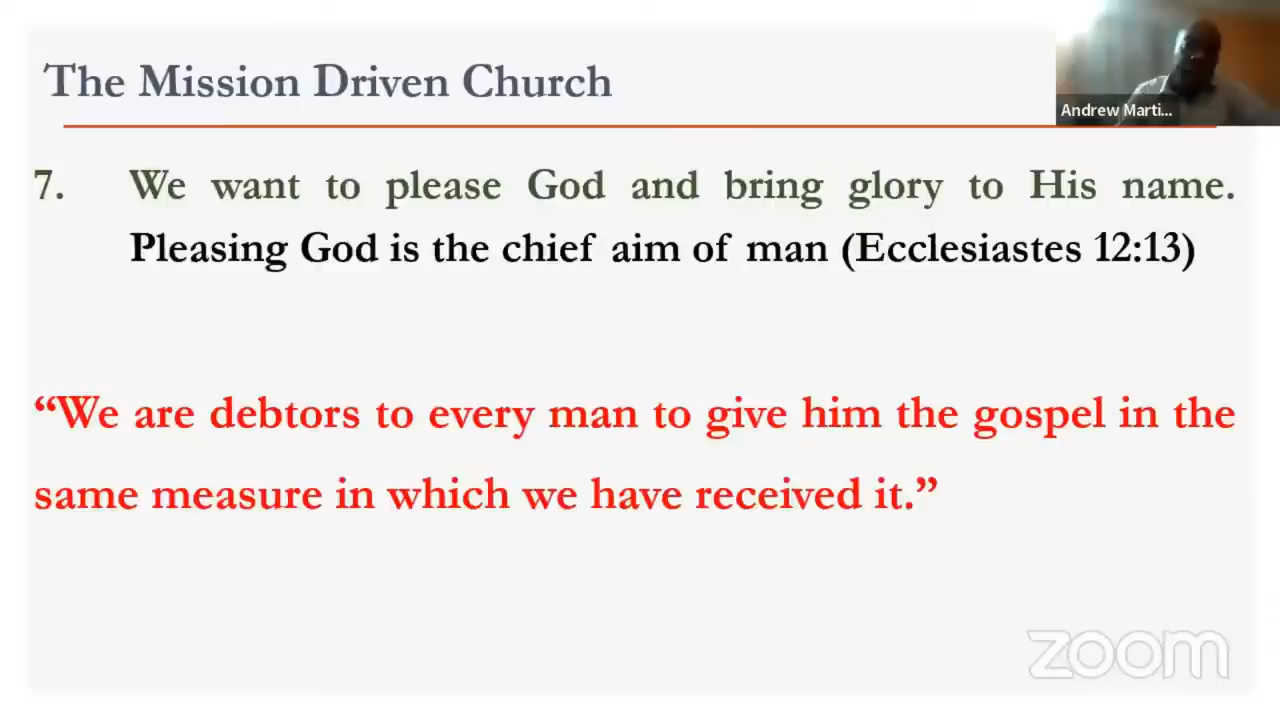 The Mission Driven Church
Andrew Marti...
7. We want to please God and bring glory to His name.
Pleasing God is the chief aim of man (Ecclesiastes 12:13)
“We are debtors to every man to give him the gospel in the
same measure in which we have received it.”
zoom